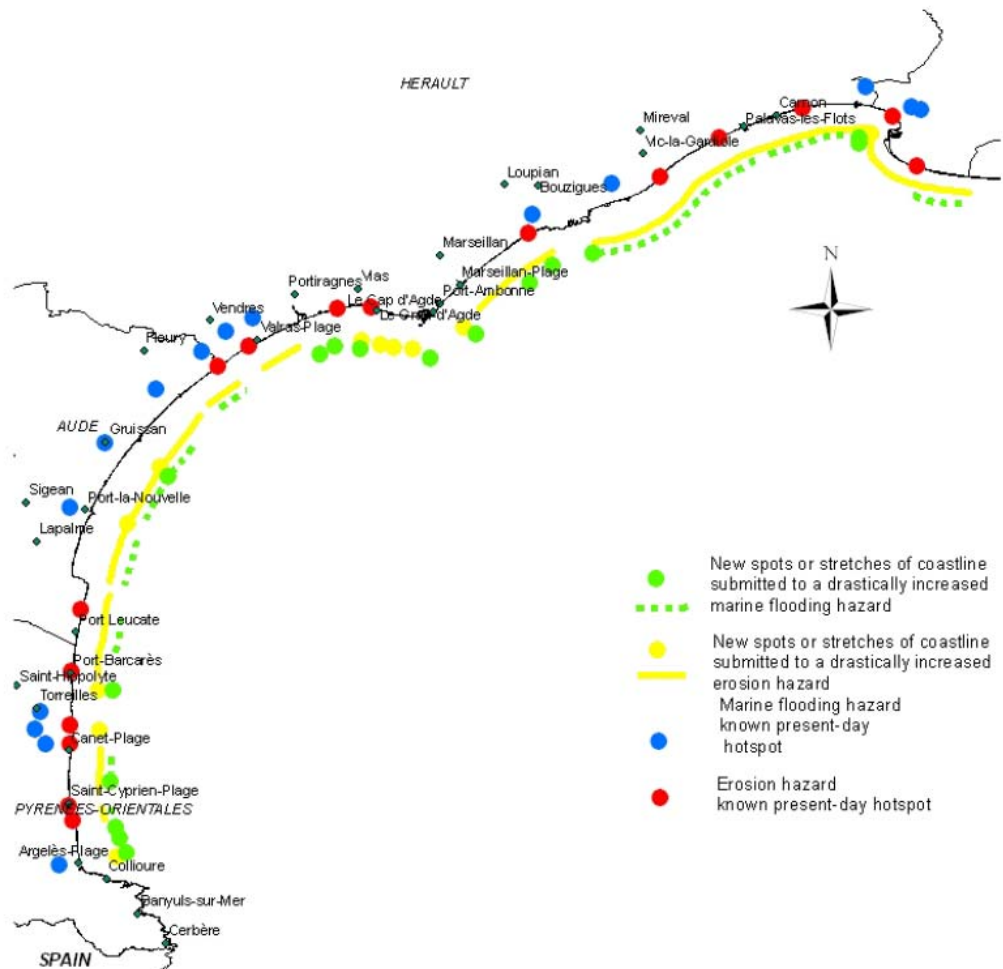 HERAULT
Carnon
Mireval
Palavas-les-Flots
Vic-la-Gardiole
Loupian
Bouzigues
Marseillan
N
Marseillan-Plage
Portiragnes
Vias
Port-Ambonne
Le Cap d'Agde
Vendres
Le Grau d'Agde
Valras-Plage
Fleury
AUDE
Gruissan
Sigean
Port-la-Nouvelle
Lapalme
New spots or stretches of coastline
submitted to a drastically increased
marine flooding hazard
Port Leucate
New spots or stretches of coastline
submitted to a drastically increased
erosion hazard
Port-Barcarès
Saint-Hippolyte
Torreilles
Marine flooding hazard
known present-day
hotspot
Canet-Plage
Erosion hazard
known present-day hotspot
Saint-Cyprien-Plage
PYRENEES-ORIENTALES
Argelès-Plage
Collioure
Banyuls-sur-Mer
Cerbère
SPAIN